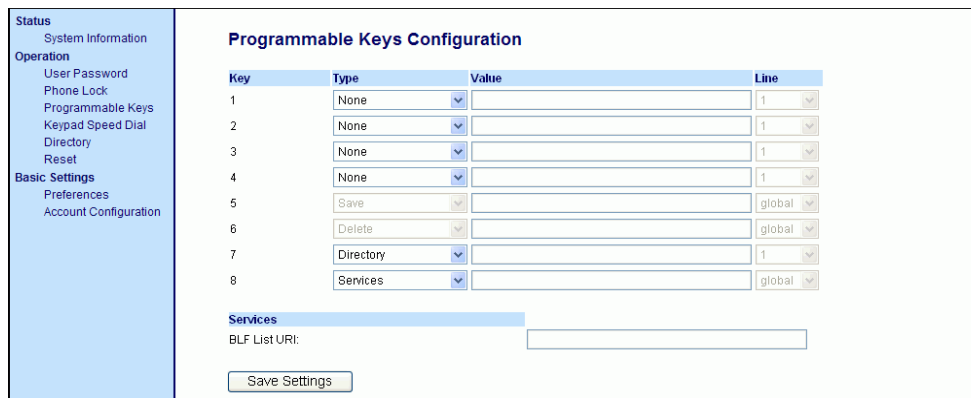 Status
System Information
Operation
User Password
Phone Lock
Programmable Keys
Keypad Speed Dial
Directory
Reset
Basic Settings
Preferences
Account Configuration
Programmable Keys Configuration
Key Type Value Line
1 None 1
2 None 1
3 None 1
4 None 1
5 Save global
6 Delete global
7 Directory 1
8 Services global
Services
BLF List URI:
Save Settings